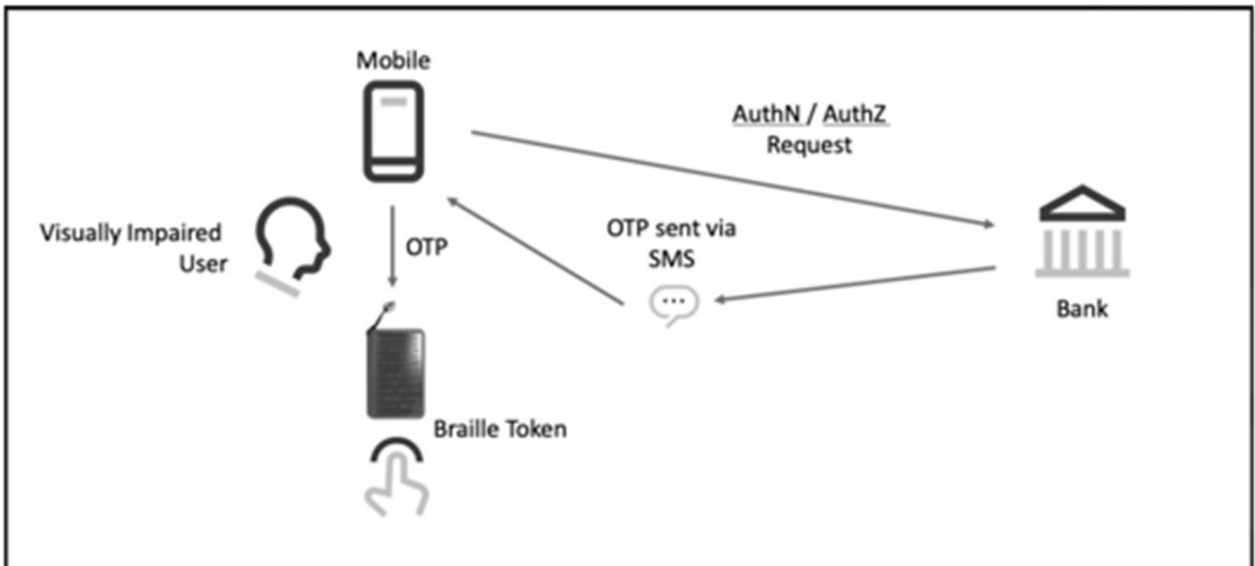 Mobile
AuthN / AuthZ
Request
Visually Impaired
User
OTP
OTP sent via
SMS
Bank
Braille Token